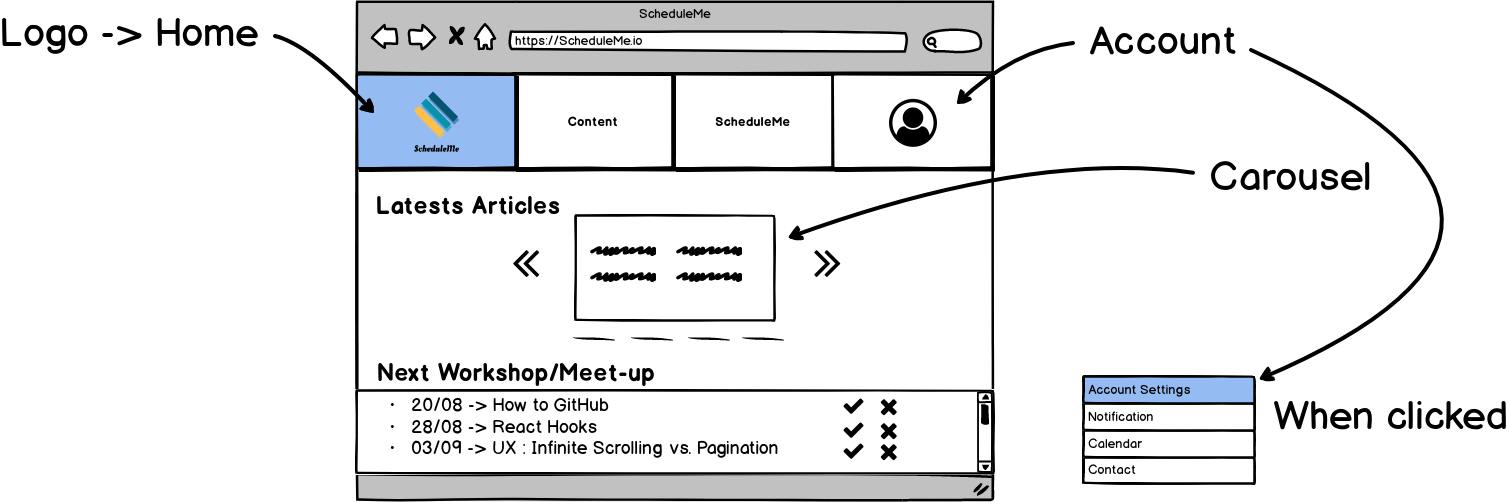 ScheduleMe
Logo -> Home
https://ScheduleMe.io
Account
ScheduleMe
Content
ScheduleMe
Carousel
Latests Articles
Next Workshop/Meet-up
· 20/08 -> How to GitHub
· 28/08 -> React Hooks
· 03/09 -> UX : Infinite Scrolling vs. Pagination
Account Settings
Notification
Calendar
Contact
When clicked